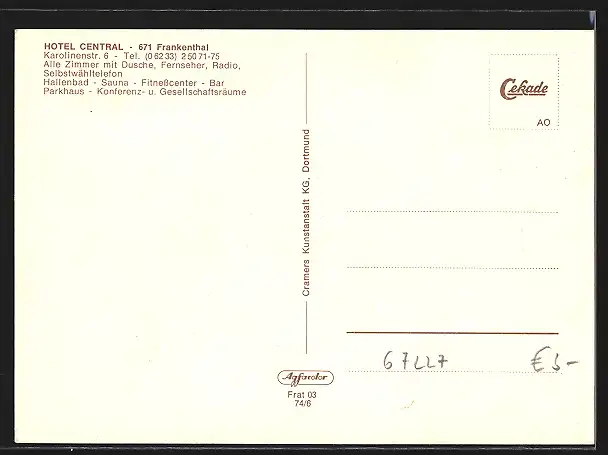 HOTEL CENTRAL - 671 Frankenthal
Karolinenstr. 6 - Tel. (06233) 25071-75
Alle Zimmer mit Dusche, Fernseher, Radio,
Selbstwähltelefon
Hallenbad - Sauna - Fitneßcenter - Bar
Parkhaus - Konferenz- u. Gesellschaftsräume
Cramers Kunstanstalt KG, Dortmund
Cekade
AO
67227
€
Agfacolor
Frat 03
74/6